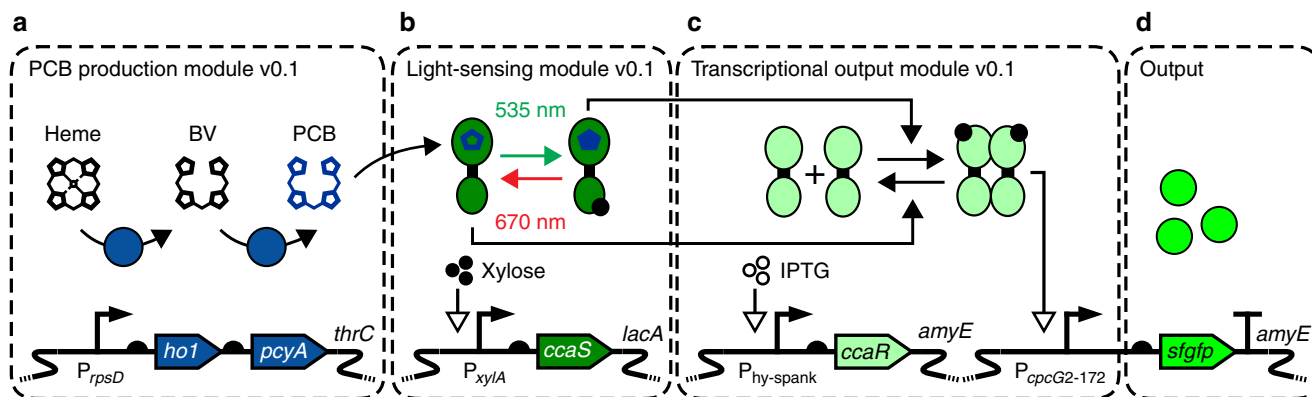 a
PCB production module v0.1
Heme
BV
PCB
ho1
pcyA
thrC
PrpsD
b
Light-sensing module v0.1
535 nm
670 nm
Xylose
ccaS
lacA
PxylA
c
Transcriptional output module v0.1
+
IPTG
ccaR
amyE
Phy-spank
PcpcG2-172
d
Output
sfgfp
amyE